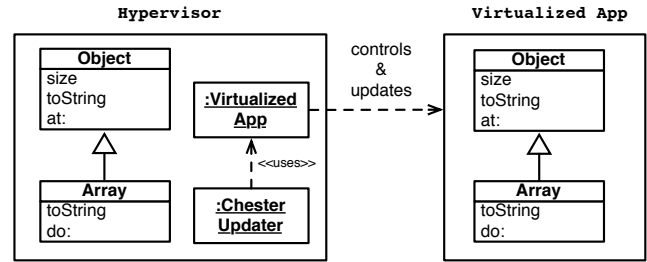 Hypervisor
Object
size
toString
at:
Array
toString
do:
:Virtualized
App
<<uses>>
:Chester
Updater
controls
&
updates
Virtualized App
Object
size
toString
at:
Array
toString
do: